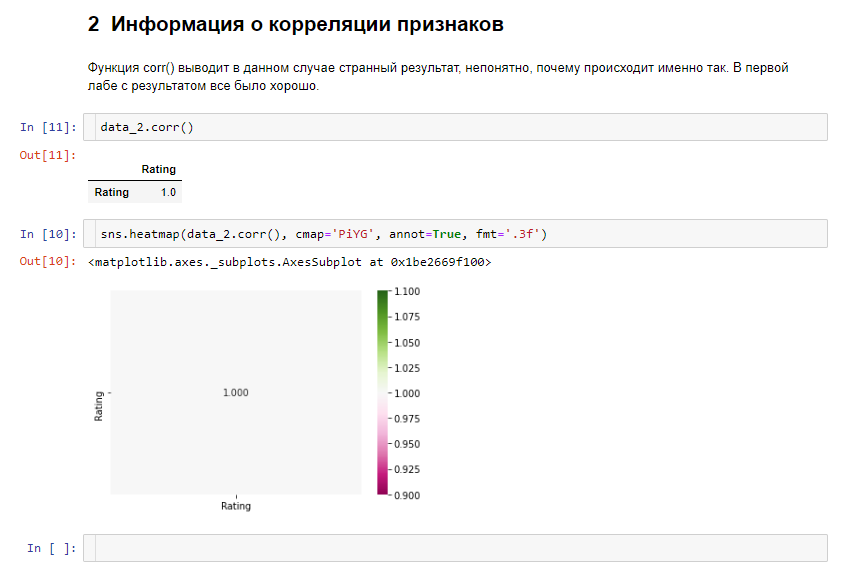 2 Информация о корреляции признаков
Функция corr() выводит в данном случае странный результат, непонятно, почему происходит именно так. В первой
лабе с результатом все было хорошо.
In [11]: data_2.corr()
Out[11]:
Rating
Rating 1.0
In [10]: sns.heatmap(data_2.corr(), cmap='PiYG', annot=True, fmt='.3f')
Out[10]: <matplotlib.axes._subplots.AxesSubplot at 0x1be2669f100>
1.100
1.075
1.050
1.025
1.000
0.975
0.950
0.925
0.900
Rating
1.000
Rating
In [ ]: